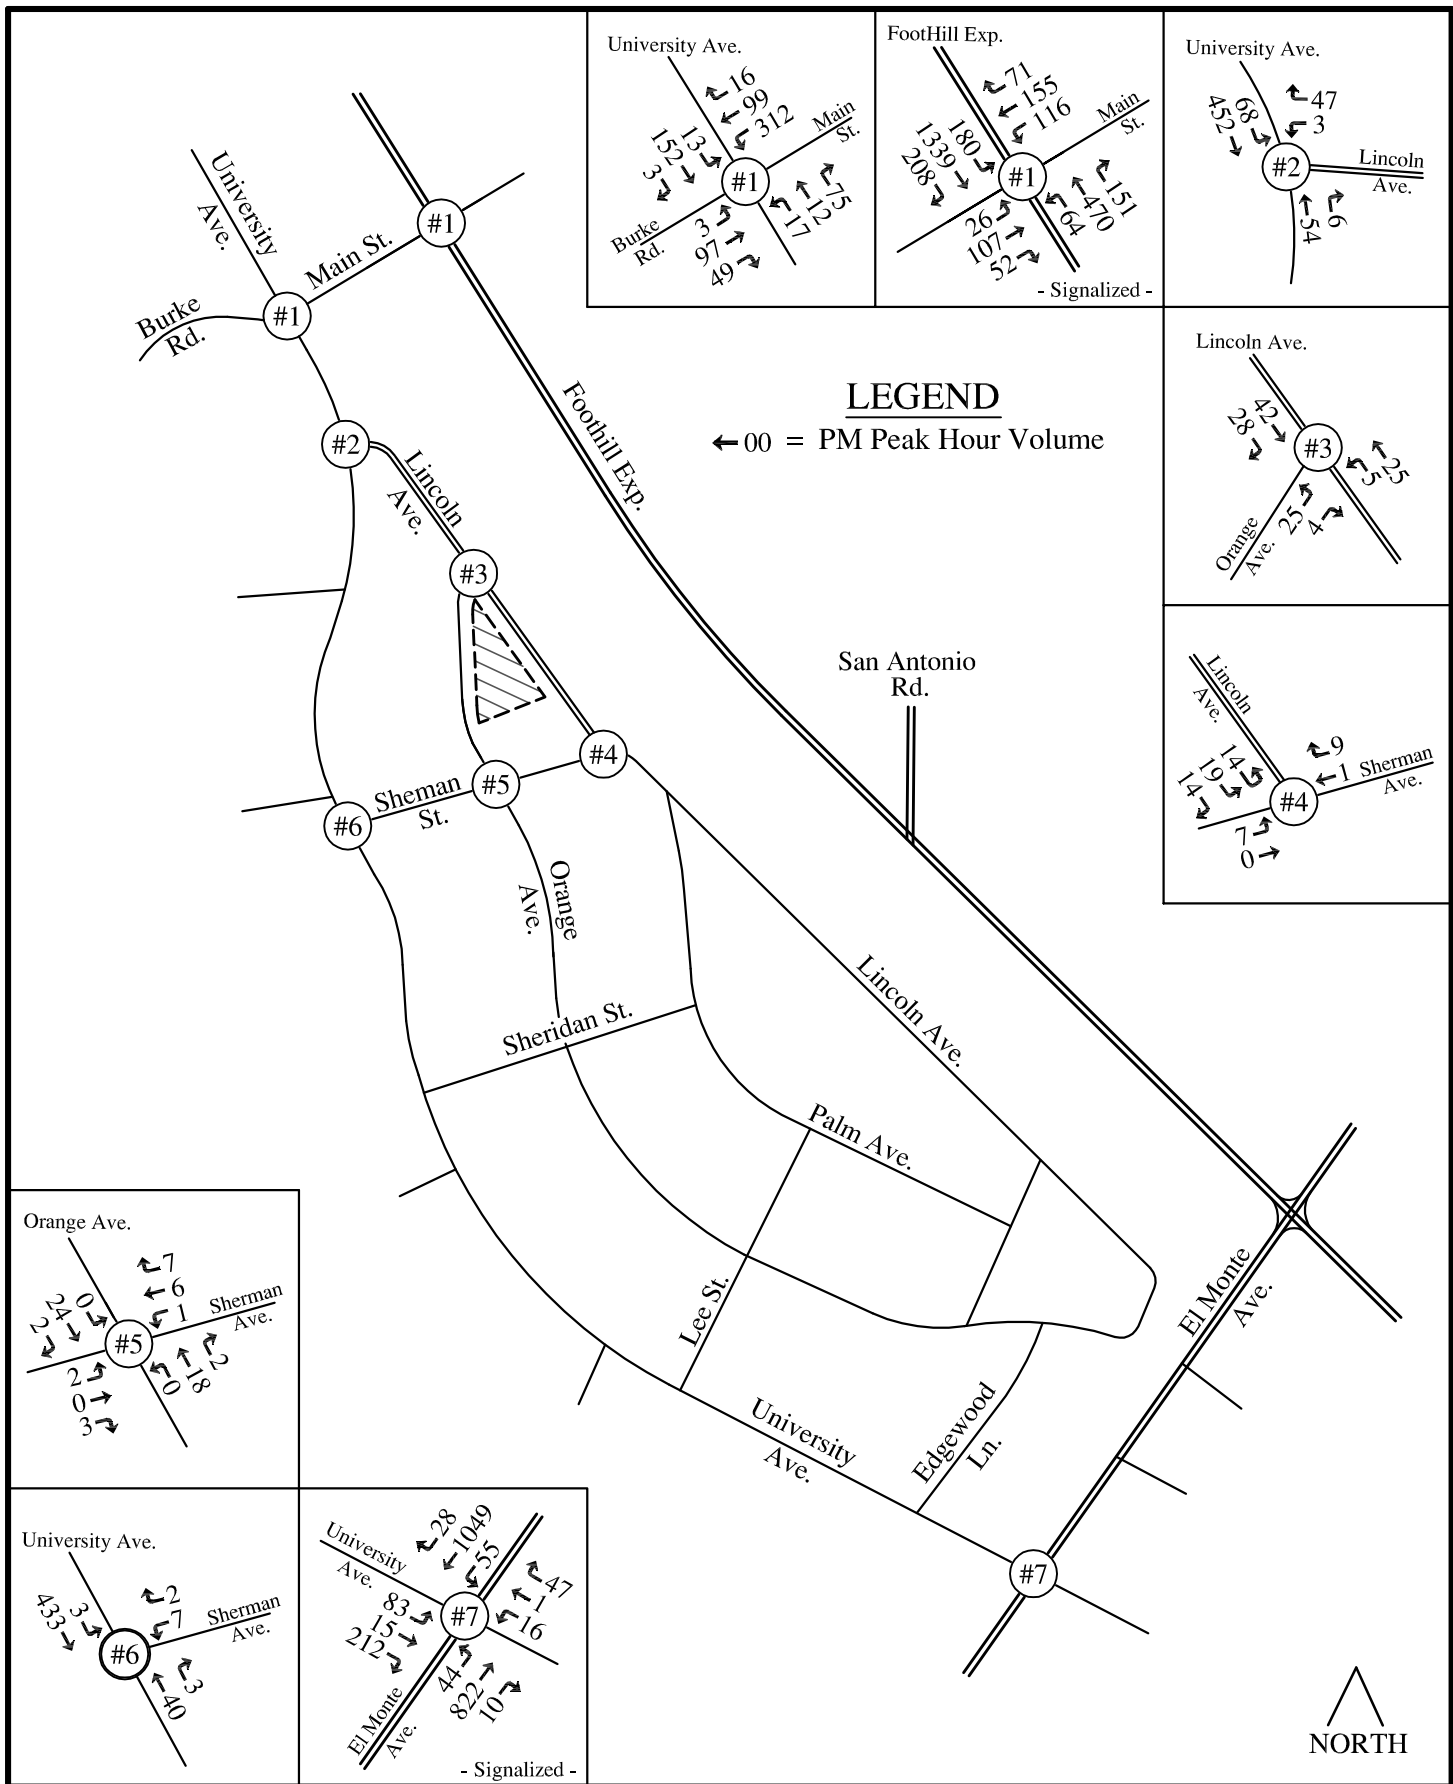 University Ave.
16
99
312
Main
St.
13
152
3
#1
75
12
17
Burke
Rd.
3
97
49
FootHill Exp.
71
155
116
Main
St.
180
1339
208
#1
151
470
64
26
107
52
- Signalized -
University Ave.
68
452
47
3
#2
Lincoln
Ave.
54
6
University
Ave.
Main St.
#1
#1
Burke
Rd.
Foothill Exp.
LEGEND
00 = PM Peak Hour Volume
#2
Lincoln
Ave.
#3
Lincoln Ave.
42
28
#3
25
5
25
4
Orange
Ave.
San Antonio
Rd.
#4
#5
Sheman
St.
#6
Lincoln
Ave.
14
19
14
9
1
Sherman
Ave.
#4
7
0
Orange
Ave.
Sheridan St.
Lincoln Ave.
Palm Ave.
Lee St.
El Monte
Ave.
University
Ave.
Edgewood
Ln.
#7
Orange Ave.
7
6
1
Sherman
Ave.
0
24
2
#5
2
0
3
2
18
0
University Ave.
3
433
2
7
Sherman
Ave.
#6
3
40
University
Ave.
28
1049
55
47
1
16
83
15
212
#7
44
822
10
El Monte
Ave.
- Signalized -
NORTH